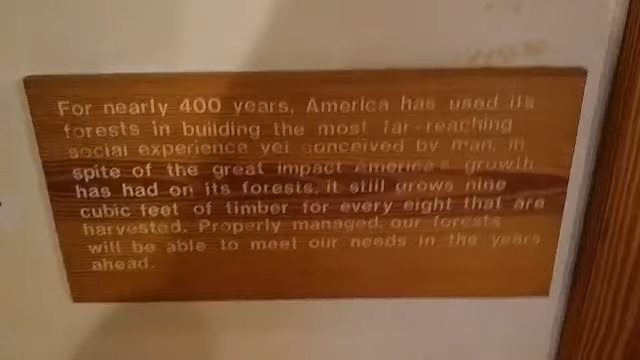 For nearly 400 years, America has used its
forests in building the most far-reaching
social experience yet conceived by man. In
spite of the great impact America's growth
has had on its forests, it still grows nine
cubic feet of timber for every eight that are
harvested. Properly managed, our forests
will be able to meet our needs in the years
ahead.